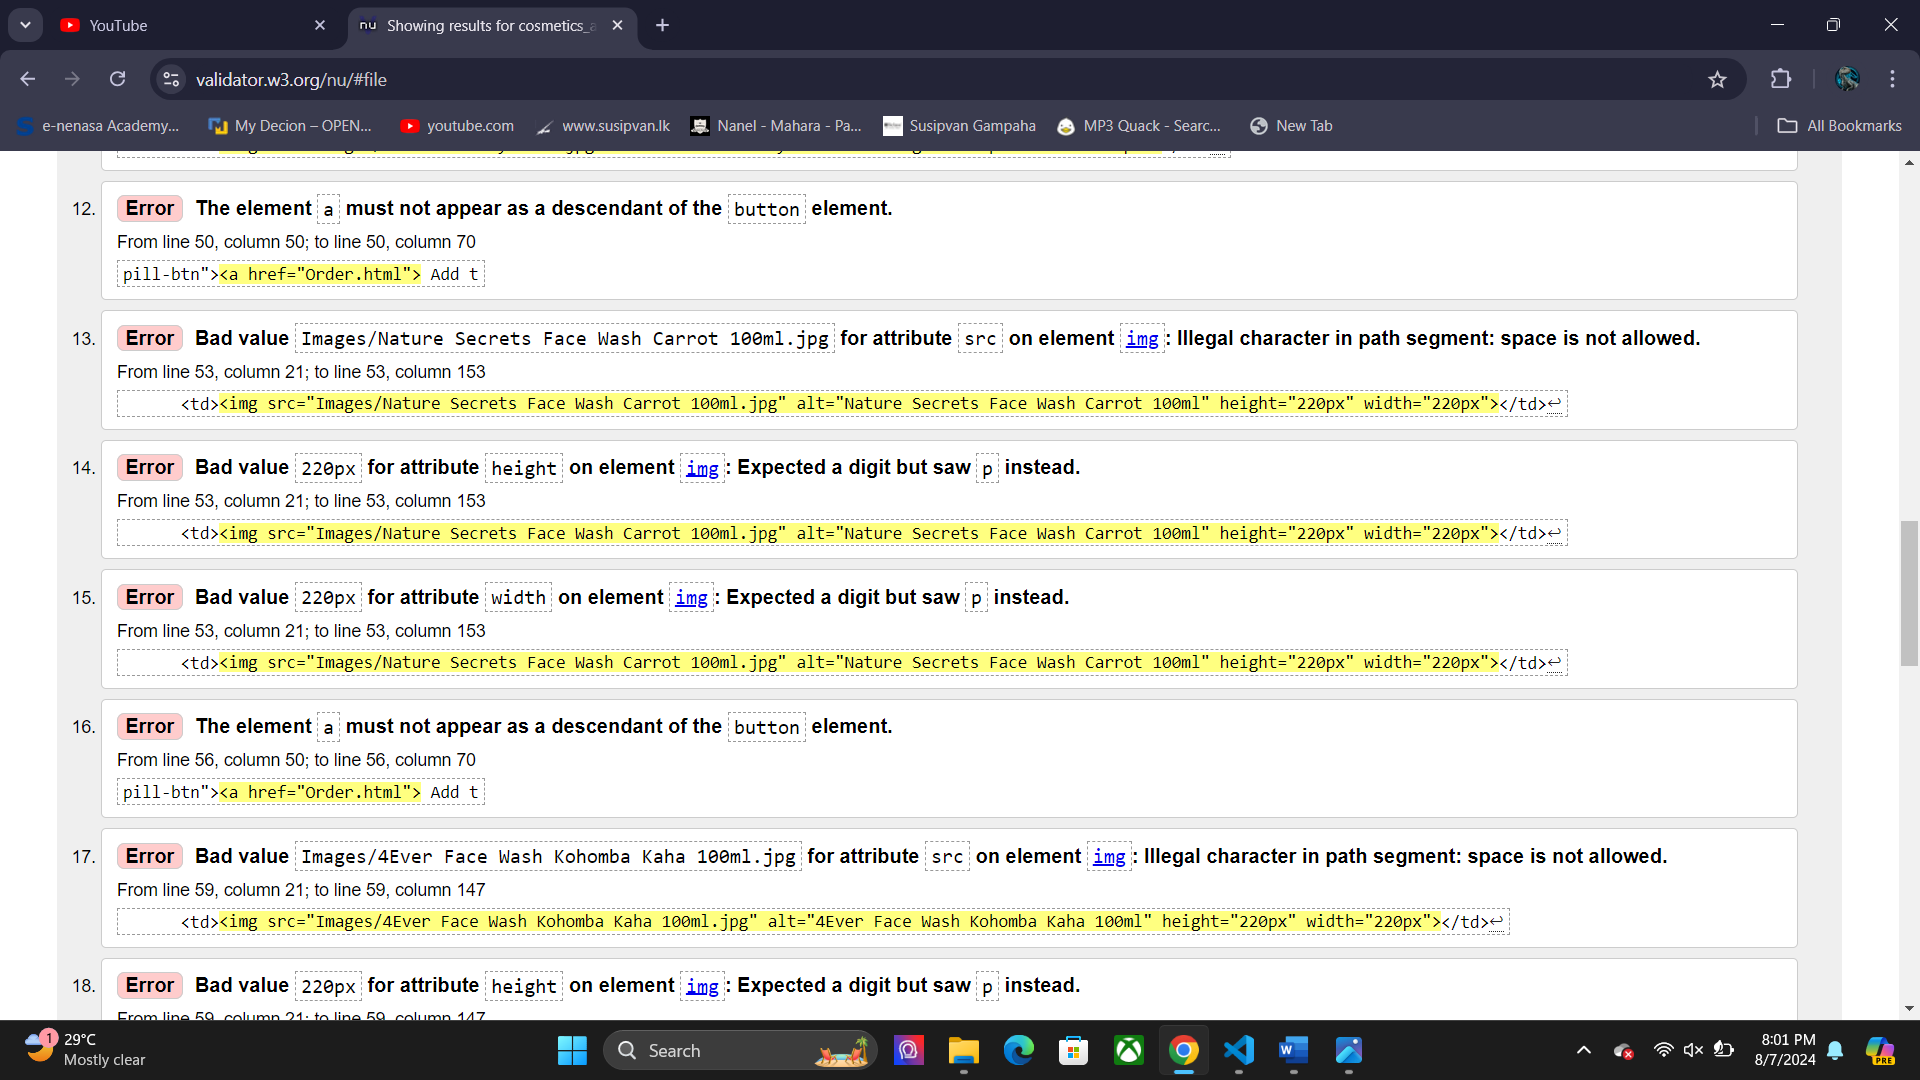 YouTube
Showing results for cosmetics_a
validator.w3.org/nu/#file
e-nenasa Academy...
My Decion – OPEN...
youtube.com
www.susipvan.lk
Nanel - Mahara - Pa...
Susipvan Gampaha
MP3 Quack - Searc...
New Tab
All Bookmarks
12. Error The element a must not appear as a descendant of the button element.
From line 50, column 50; to line 50, column 70
pill-btn"><a href="Order.html"> Add t
13. Error Bad value Images/Nature Secrets Face Wash Carrot 100ml.jpg for attribute src on element img: Illegal character in path segment: space is not allowed.
From line 53, column 21; to line 53, column 153
<td><img src="Images/Nature Secrets Face Wash Carrot 100ml.jpg" alt="Nature Secrets Face Wash Carrot 100ml" height="220px" width="220px"></td>↩
14. Error Bad value 220px for attribute height on element img: Expected a digit but saw p instead.
From line 53, column 21; to line 53, column 153
<td><img src="Images/Nature Secrets Face Wash Carrot 100ml.jpg" alt="Nature Secrets Face Wash Carrot 100ml" height="220px" width="220px"></td>↩
15. Error Bad value 220px for attribute width on element img: Expected a digit but saw p instead.
From line 53, column 21; to line 53, column 153
<td><img src="Images/Nature Secrets Face Wash Carrot 100ml.jpg" alt="Nature Secrets Face Wash Carrot 100ml" height="220px" width="220px"></td>↩
16. Error The element a must not appear as a descendant of the button element.
From line 56, column 50; to line 56, column 70
pill-btn"><a href="Order.html"> Add t
17. Error Bad value Images/4Ever Face Wash Kohomba Kaha 100ml.jpg for attribute src on element img: Illegal character in path segment: space is not allowed.
From line 59, column 21; to line 59, column 147
<td><img src="Images/4Ever Face Wash Kohomba Kaha 100ml.jpg" alt="4Ever Face Wash Kohomba Kaha 100ml" height="220px" width="220px"></td>↩
18. Error Bad value 220px for attribute height on element img: Expected a digit but saw p instead.
From line 59, column 21; to line 59, column 147
1
29°C
Mostly clear
Search
8:01 PM
8/7/2024
PRE